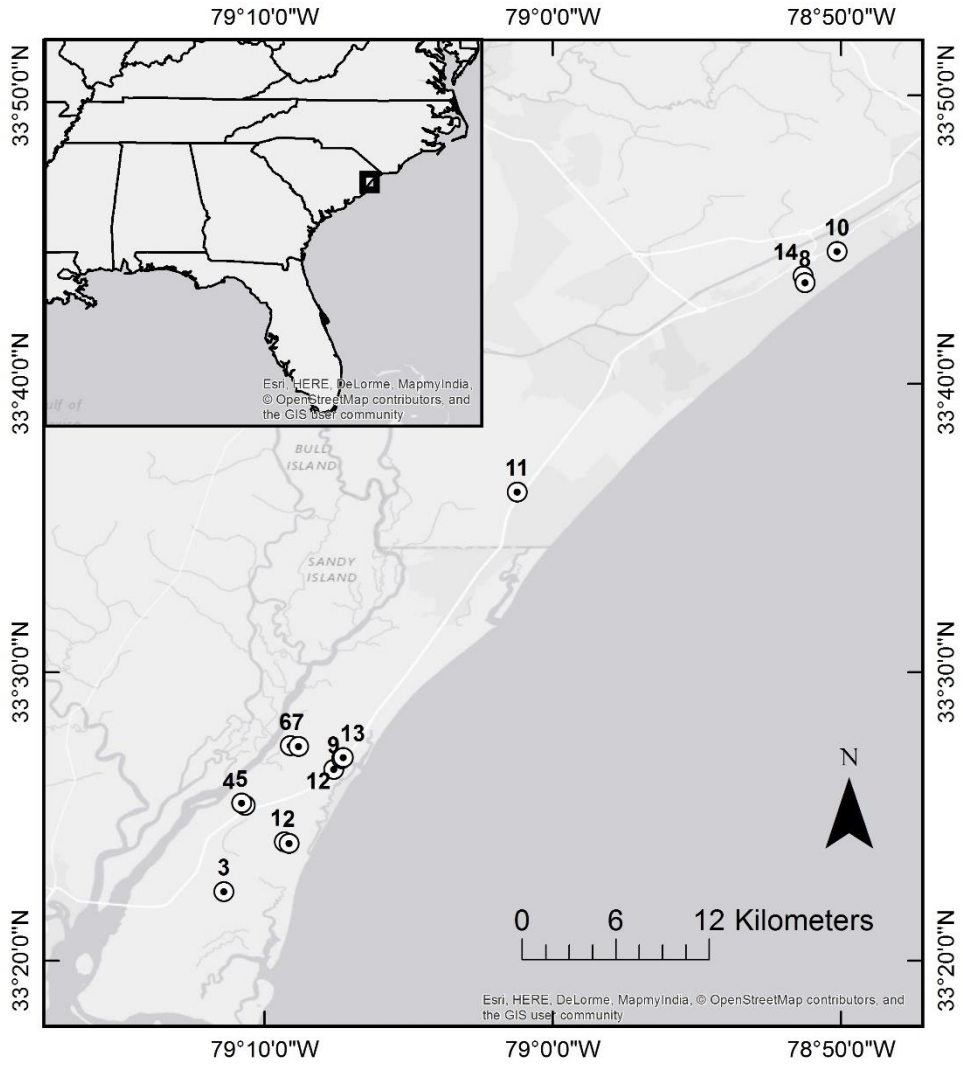 79°10'0"W 79°0'0"W 78°50'0"W
33°50'0"N 33°50'0"N
10
14 8
33°40'0"N 33°40'0"N
Esri, HERE, DeLorme, MapmyIndia,
© OpenStreetMap contributors, and
the GIS user community
ulf of
BULL
ISLAND
11
SANDY
ISLAND
33°30'0"N 33°30'0"N
67
13
9
12
45
12
3
N
0 6 12 Kilometers
33°20'0"N 33°20'0"N
Esri, HERE, DeLorme, MapmyIndia, © OpenStreetMap contributors, and
the GIS user community
79°10'0"W 79°0'0"W 78°50'0"W